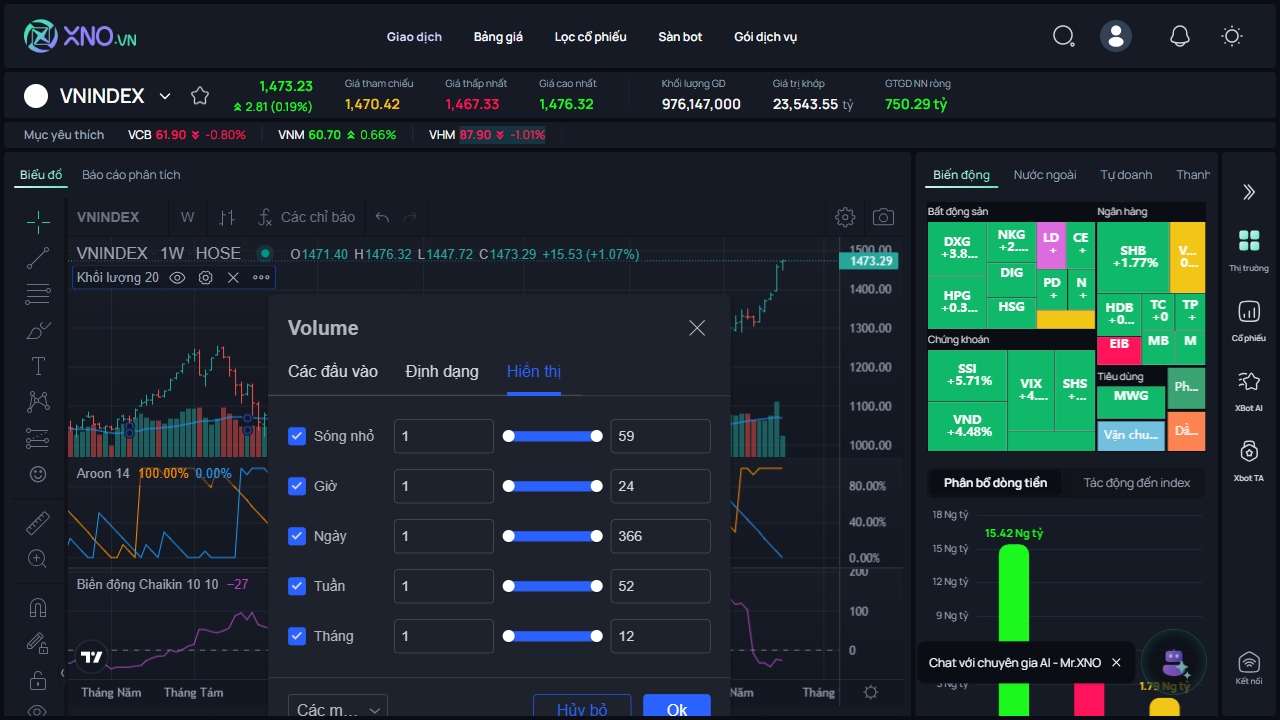 XNO.VN
Giao dịch Bảng giá Lọc cổ phiếu Sàn bot Gói dịch vụ
VNINDEX
1,473.23
2.81 (0.19%)
Giá tham chiếu
1,470.42
Giá thấp nhất
1,467.33
Giá cao nhất
1,476.32
Khối lượng GD
976,147,000
Giá trị khớp
23,543.55 tỷ
GTGD NN ròng
750.29 tỷ
Mục yêu thích VCB 61.90 -0.80% VNM 60.70 0.66% VHM 87.90 -1.01%
Biểu đồ Báo cáo phân tích
VNINDEX W Các chỉ báo
VNINDEX 1W HOSE O1471.40 H1476.32 L1447.72 C1473.29 +15.53 (+1.07%)
Khối lượng 20
1500.00
1473.29
1400.00
1300.00
1200.00
1100.00
1000.00
Volume
Các đầu vào Định dạng Hiển thị
Sóng nhỏ 1 59
Giờ 1 24
Ngày 1 366
Tuần 1 52
Tháng 1 12
Các m... Hủy bỏ Ok
Aroon 14 100.00% 0.00%
80.00%
40.00%
0.00%
Biên động Chaikin 10 10 −27
200
100
0
Tháng Năm Tháng Tám Năm Tháng
Biến động Nước ngoài Tự doanh Thanh
Bất động sản
DXG
+3.8...
NKG
+2....
LD
+
CE
+
DIG
HPG
+0.3...
HSG
PD
+
N
+
Ngân hàng
SHB
+1.77%
V...
0...
HDB
+0...
TC
+0
TP
+
EIB
MB
M
Chứng khoán
SSI
+5.71%
VIX
+4....
SHS
+...
VND
+4.48%
Tiêu dùng
MWG
Ph...
Vận chu...
Dầ...
Phân bổ dòng tiền Tác động đến index
18 Ng tỷ
15.42 Ng tỷ
15 Ng tỷ
12 Ng tỷ
9 Ng tỷ
Chat với chuyên gia AI - Mr.XNO
1.79 Ng tỷ
Thị trường
Cổ phiếu
XBot AI
Xbot TA
Kết nối